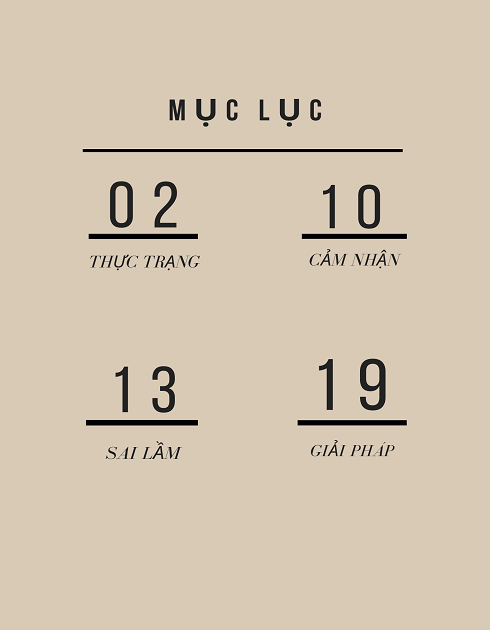 MỤC LỤC
02
THỰC TRẠNG
10
CẢM NHẬN
13
SAI LẦM
19
GIẢI PHÁP